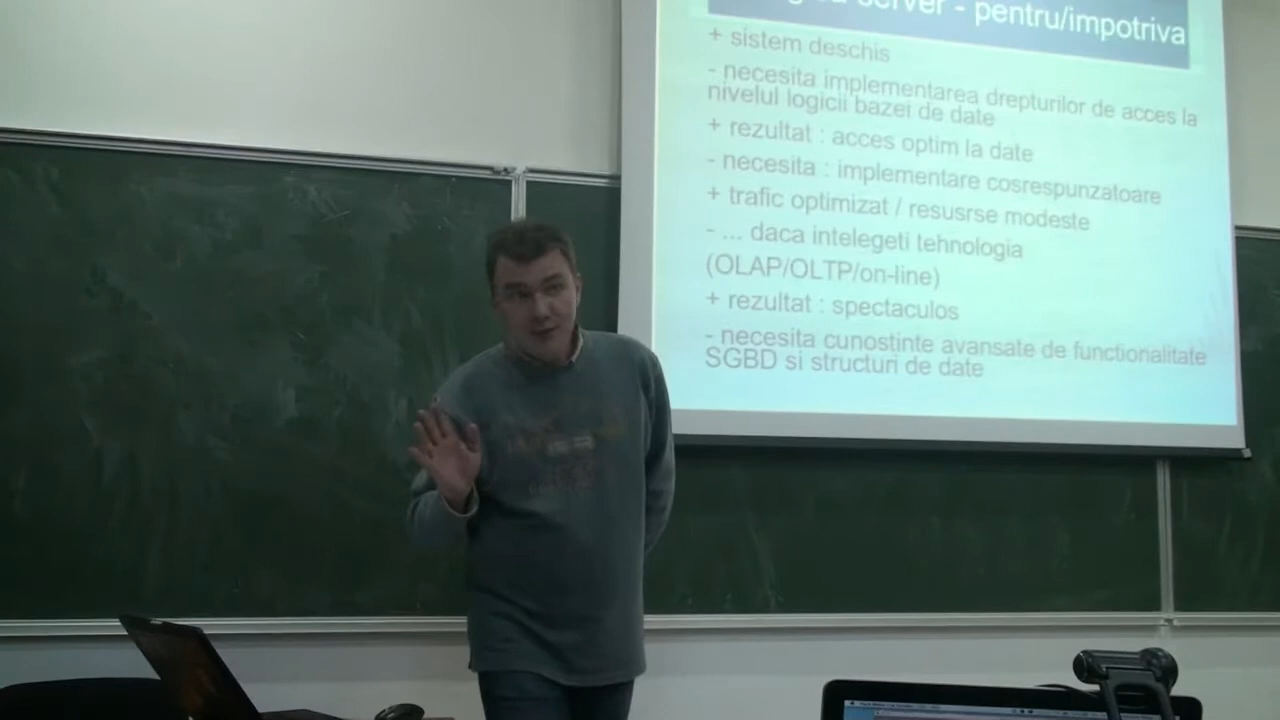 server - pentru/impotriva
+ sistem deschis
- necesita implementarea drepturilor de acces la
nivelul logicii bazei de date
+ rezultat : acces optim la date
- necesita : implementare cosrespunzatoare
+ trafic optimizat / resusrse modeste
- ... daca intelegeti tehnologia
(OLAP/OLTP/on-line)
+ rezultat : spectaculos
- necesita cunostinte avansate de functionalitate
SGBD si structuri de date